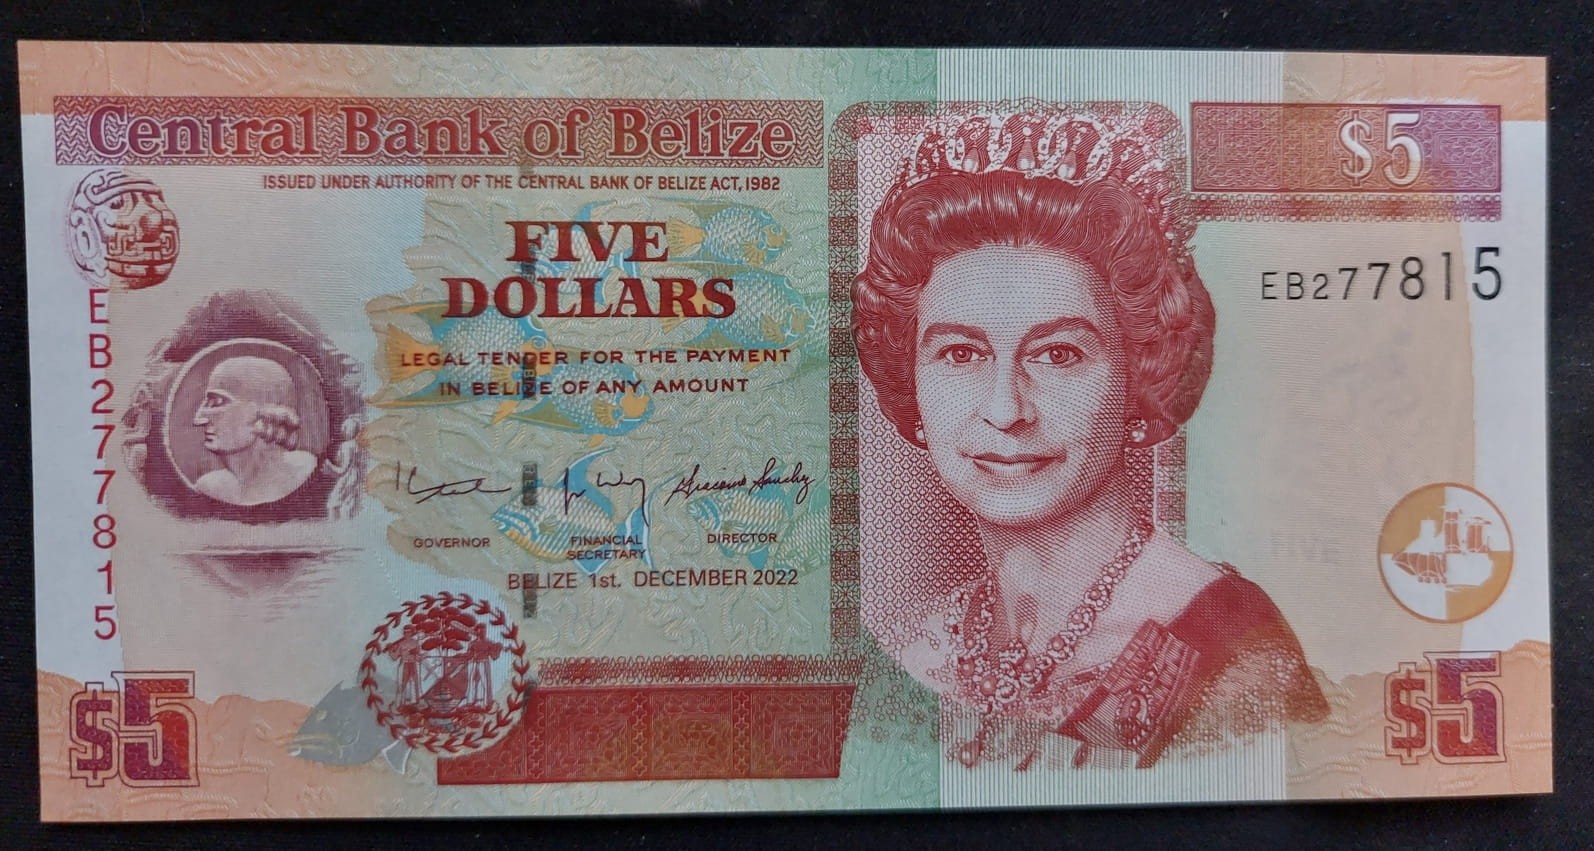 Central Bank of Belize
$5
ISSUED UNDER AUTHORITY OF THE CENTRAL BANK OF BELIZE ACT, 1982
FIVE
DOLLARS
EB277815
LEGAL TENDER FOR THE PAYMENT
IN BELIZE OF ANY AMOUNT
EB277815
GOVERNOR
FINANCIAL
SECRETARY
DIRECTOR
BELIZE 1st. DECEMBER 2022
$5
$5